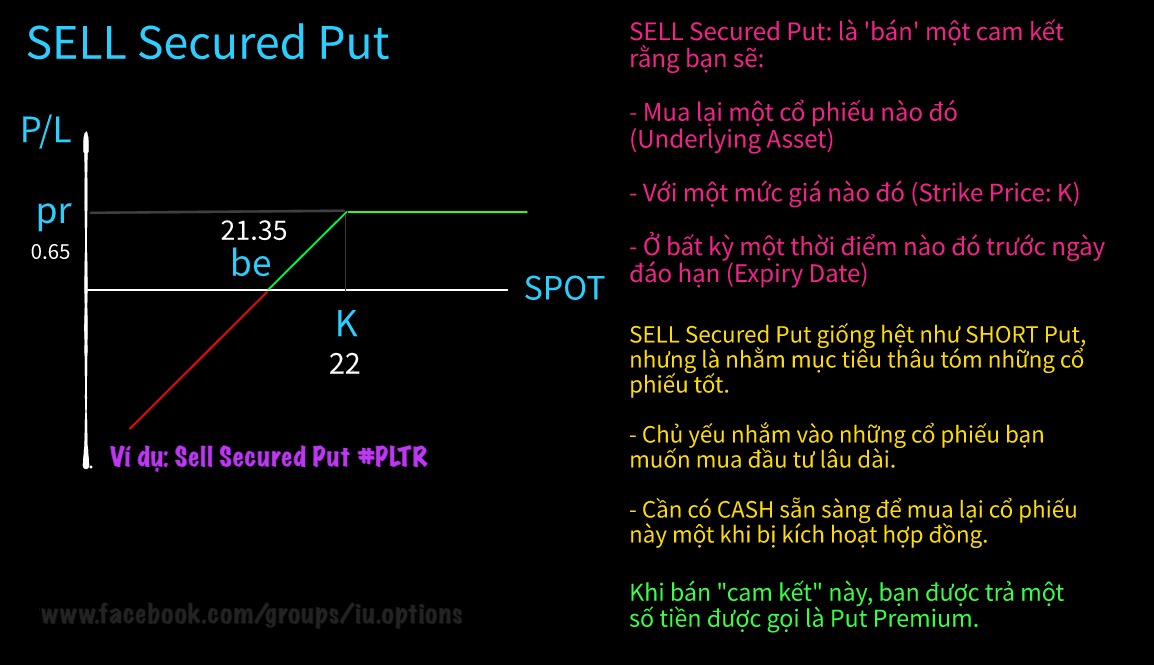 SELL Secured Put
P/L
pr
0.65
21.35
be
SPOT
K
22
Ví dụ: Sell Secured Put #PLTR
www.facebook.com/groups/iu.options
SELL Secured Put: là 'bán' một cam kết
rằng bạn sẽ:
- Mua lại một cổ phiếu nào đó
(Underlying Asset)
- Với một mức giá nào đó (Strike Price: K)
- Ở bất kỳ một thời điểm nào đó trước ngày
đáo hạn (Expiry Date)
SELL Secured Put giống hệt như SHORT Put,
nhưng là nhằm mục tiêu thâu tóm những cổ
phiếu tốt.
- Chủ yếu nhắm vào những cổ phiếu bạn
muốn mua đầu tư lâu dài.
- Cần có CASH sẵn sàng để mua lại cổ phiếu
này một khi bị kích hoạt hợp đồng.
Khi bán "cam kết" này, bạn được trả một
số tiền được gọi là Put Premium.